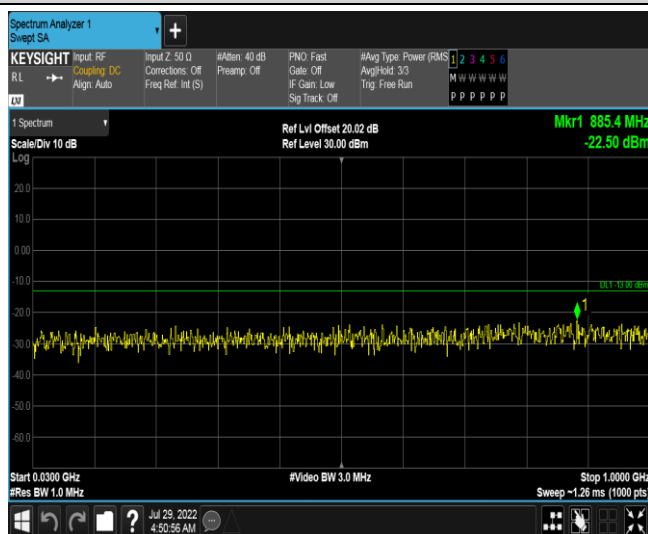 Spectrum Analyzer 1
Swept SA
+
KEYSIGHT
RL
LXI
Input: RF
Coupling: DC
Align: Auto
Input Z: 50 Ω
Corrections: Off
Freq Ref: Int (S)
#Atten: 40 dB
Preamp: Off
PNO: Fast
Gate: Off
IF Gain: Low
Sig Track: Off
#Avg Type: Power (RMS
Avg|Hold: 3/3
Trig: Free Run
1 2 3 4 5 6
M W W W W W
P P P P P P
1 Spectrum
Scale/Div 10 dB
Log
Ref Lvl Offset 20.02 dB
Ref Level 30.00 dBm
Mkr1 885.4 MHz
-22.50 dBm
20.0
10.0
0.00
-10.0
DL1 -13.00 dBm
1
-20.0
-30.0
-40.0
-50.0
-60.0
Start 0.0300 GHz
#Res BW 1.0 MHz
#Video BW 3.0 MHz
Stop 1.0000 GHz
Sweep ~1.26 ms (1000 pts)
?
Jul 29, 2022
4:50:56 AM